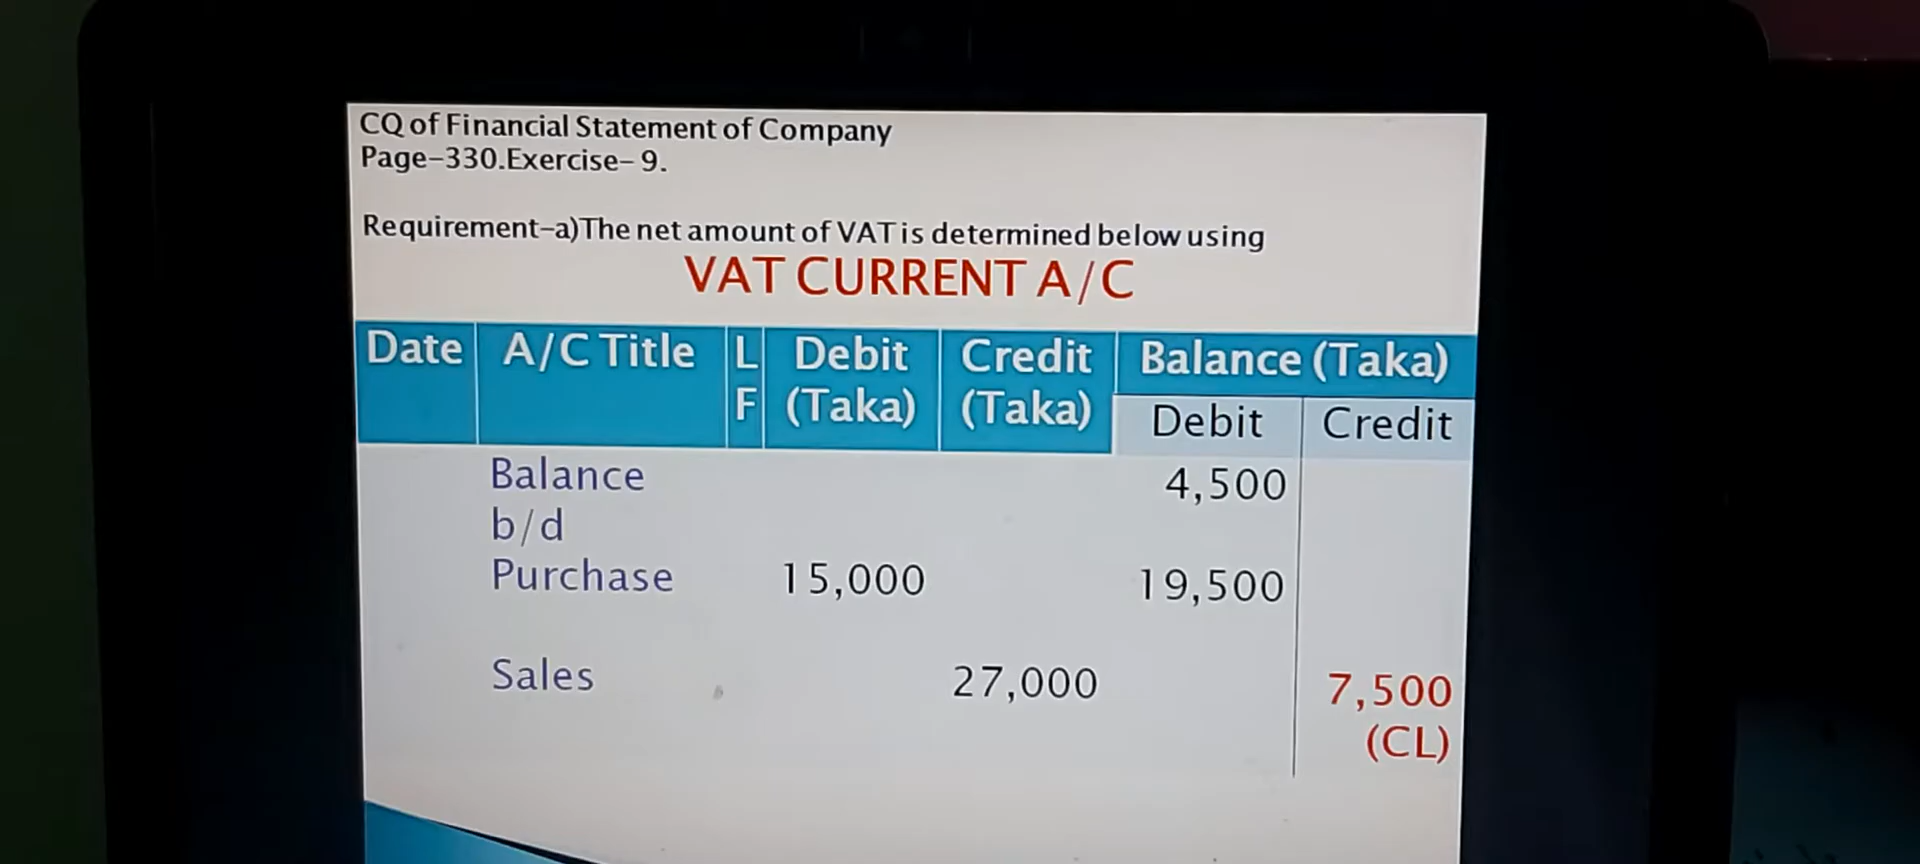 CQ of Financial Statement of Company
Page-330.Exercise- 9.
Requirement-a)The net amount of VAT is determined below using
VAT CURRENT A/C
Date A/C Title L F Debit (Taka) Credit (Taka) Balance (Taka)
Debit Credit
Balance b/d 4,500
Purchase 15,000 19,500
Sales 27,000 7,500
(CL)